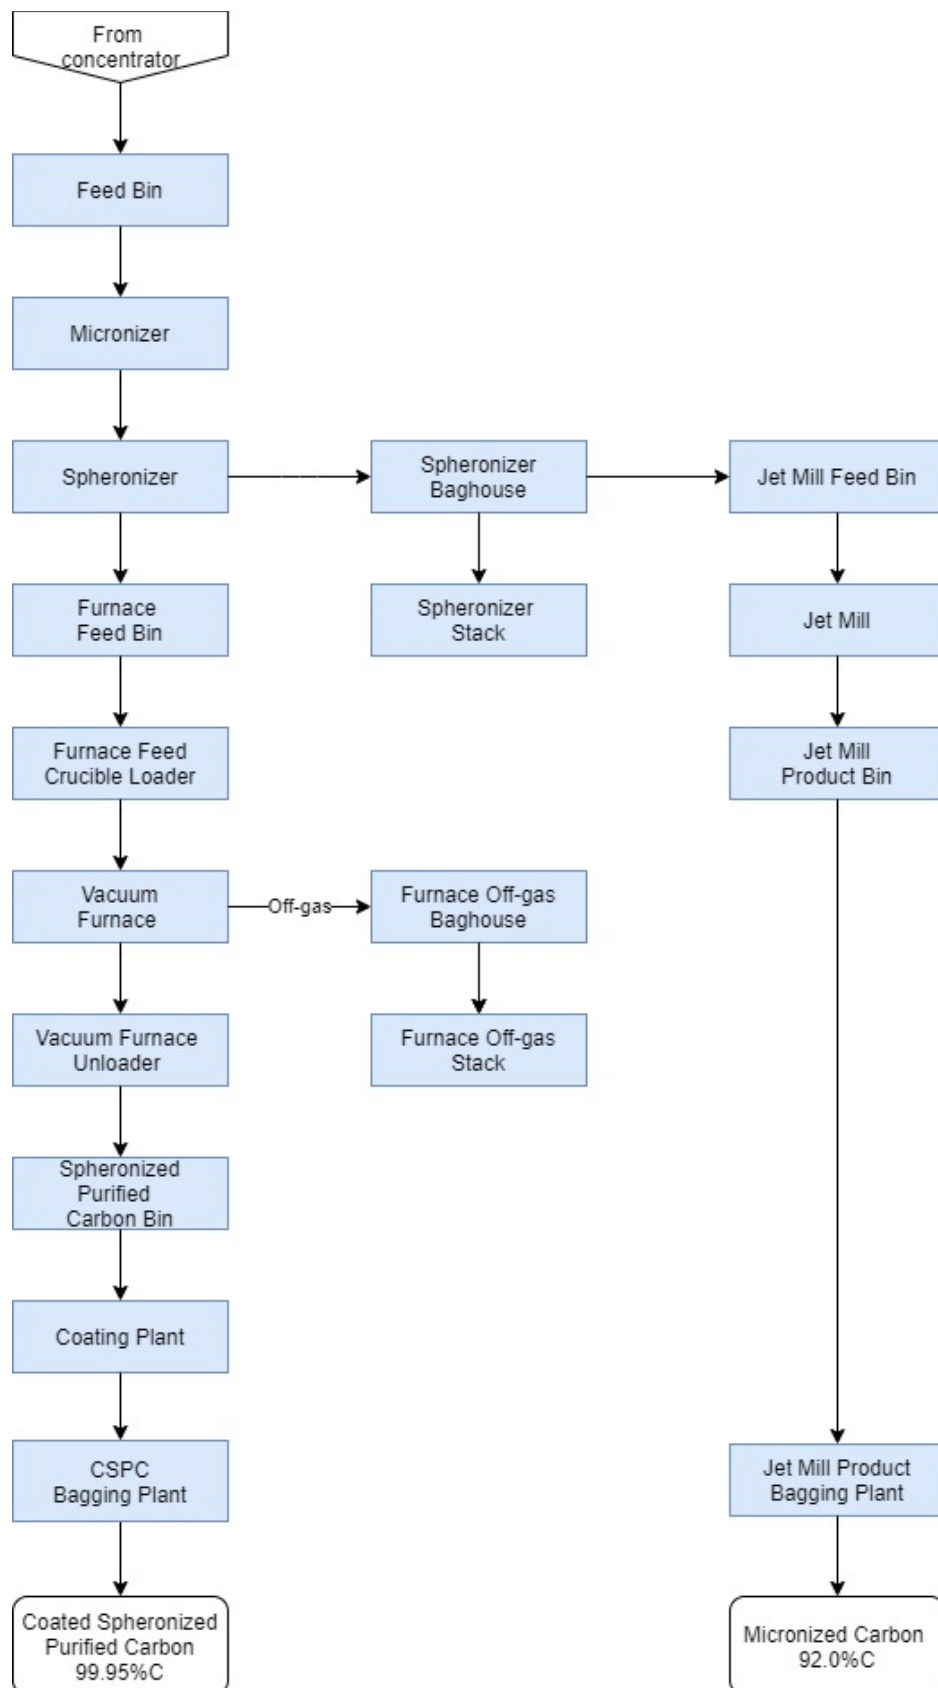 From
concentrator
Feed Bin
Micronizer
Spheronizer
Spheronizer
Baghouse
Jet Mill Feed Bin
Furnace
Feed Bin
Spheronizer
Stack
Jet Mill
Furnace Feed
Crucible Loader
Jet Mill
Product Bin
Vacuum
Furnace
Off-gas
Furnace Off-gas
Baghouse
Vacuum Furnace
Unloader
Furnace Off-gas
Stack
Spheronized
Purified
Carbon Bin
Coating Plant
CSPC
Bagging Plant
Jet Mill Product
Bagging Plant
Coated Spheronized
Purified Carbon
99.95%C
Micronized Carbon
92.0%C